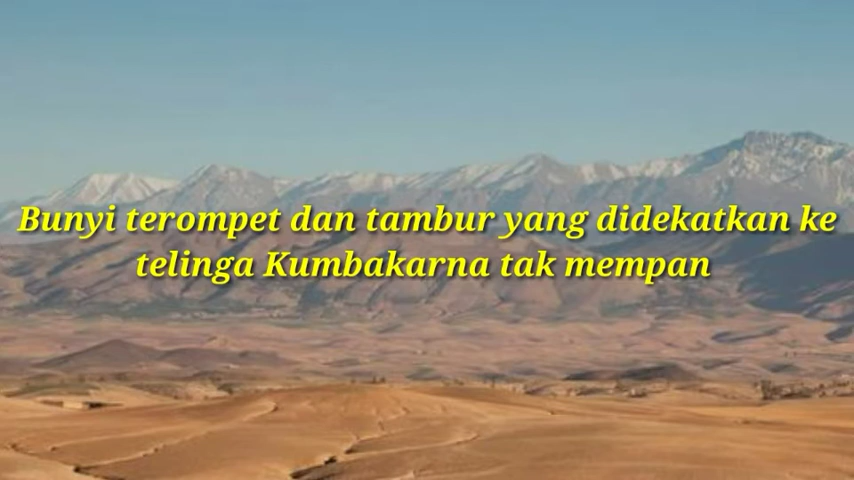 Bunyi terompet dan tambur yang didekatkan ke
telinga Kumbakarna tak mempan